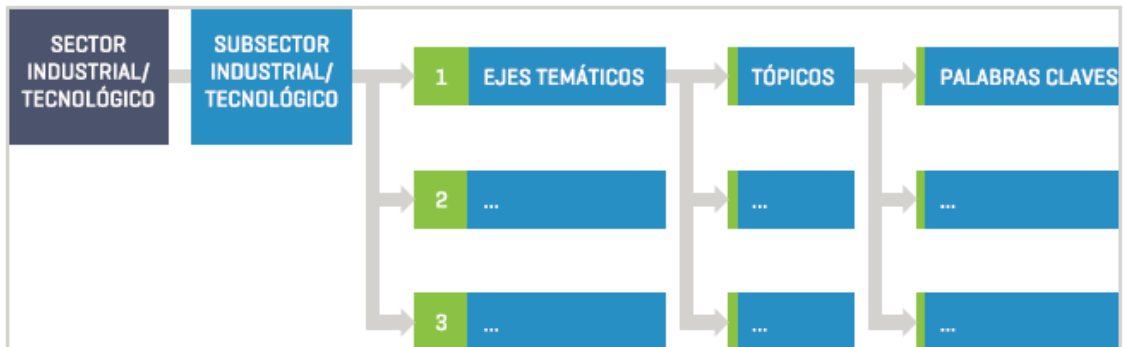 SECTOR
INDUSTRIAL/
TECNOLÓGICO
SUBSECTOR
INDUSTRIAL/
TECNOLÓGICO
1 EJES TEMÁTICOS
TÓPICOS
PALABRAS CLAVES
2 ...
...
...
3 ...
...
...